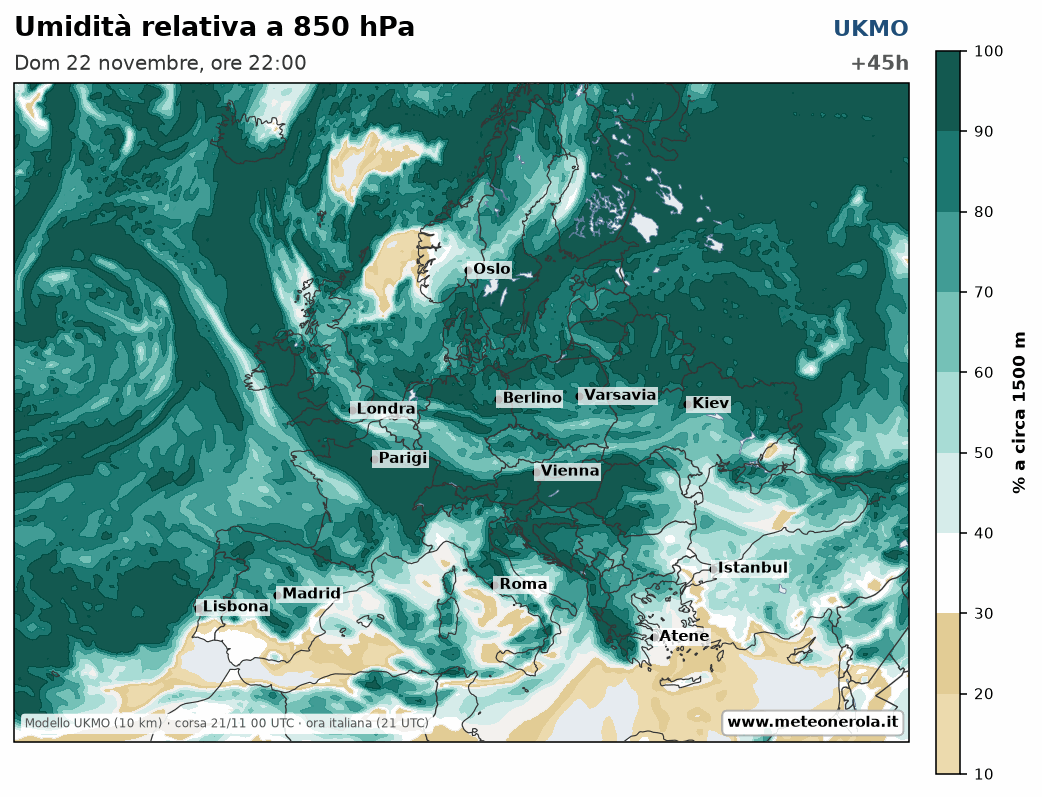 Umidità relativa a 850 hPa
UKMO
Dom 22 novembre, ore 22:00
+45h
100
90
80
70
60
50
40
30
20
10
% a circa 1500 m
Oslo
Berlino
Varsavia
Kiev
Londra
Parigi
Vienna
Istanbul
Roma
Madrid
Lisbona
Atene
Modello UKMO (10 km) · corsa 21/11 00 UTC · ora italiana (21 UTC)
www.meteonerola.it